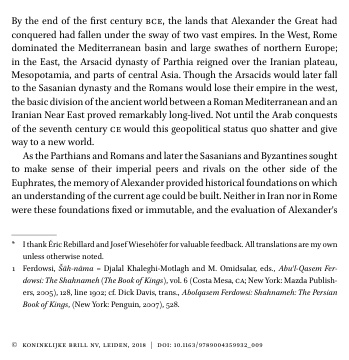 By the end of the first century BCE, the lands that Alexander the Great had
conquered had fallen under the sway of two vast empires. In the West, Rome
dominated the Mediterranean basin and large swathes of northern Europe;
in the East, the Arsacid dynasty of Parthia reigned over the Iranian plateau,
Mesopotamia, and parts of central Asia. Though the Arsacids would later fall
to the Sasanian dynasty and the Romans would lose their empire in the west,
the basic division of the ancient world between a Roman Mediterranean and an
Iranian Near East proved remarkably long-lived. Not until the Arab conquests
of the seventh century CE would this geopolitical status quo shatter and give
way to a new world.
As the Parthians and Romans and later the Sasanians and Byzantines sought
to make sense of their imperial peers and rivals on the other side of the
Euphrates, the memory of Alexander provided historical foundations on which
an understanding of the current age could be built. Neither in Iran nor in Rome
were these foundations fixed or immutable, and the evaluation of Alexander's
* I thank Éric Rebillard and Josef Wiesehöfer for valuable feedback. All translations are my own
unless otherwise noted.
1 Ferdowsi, Šāh-nāma = Djalal Khaleghi-Motlagh and M. Omidsalar, eds., Abu'l-Qasem Fer-
dowsi: The Shahnameh (The Book of Kings), vol. 6 (Costa Mesa, CA; New York: Mazda Publish-
ers, 2005), 128, line 1902; cf. Dick Davis, trans., Abolqasem Ferdowsi: Shahnameh: The Persian
Book of Kings, (New York: Penguin, 2007), 528.
© KONINKLIJKE BRILL NV, LEIDEN, 2018 | DOI: 10.1163/9789004359932_009